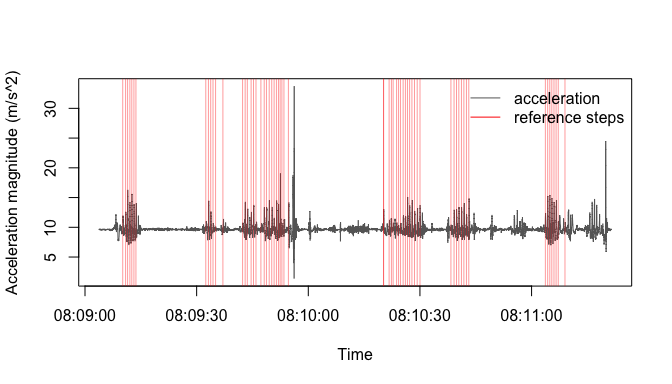 Acceleration magnitude (m/s^2)
30
20
10
5
acceleration
reference steps
08:09:00 08:09:30 08:10:00 08:10:30 08:11:00
Time